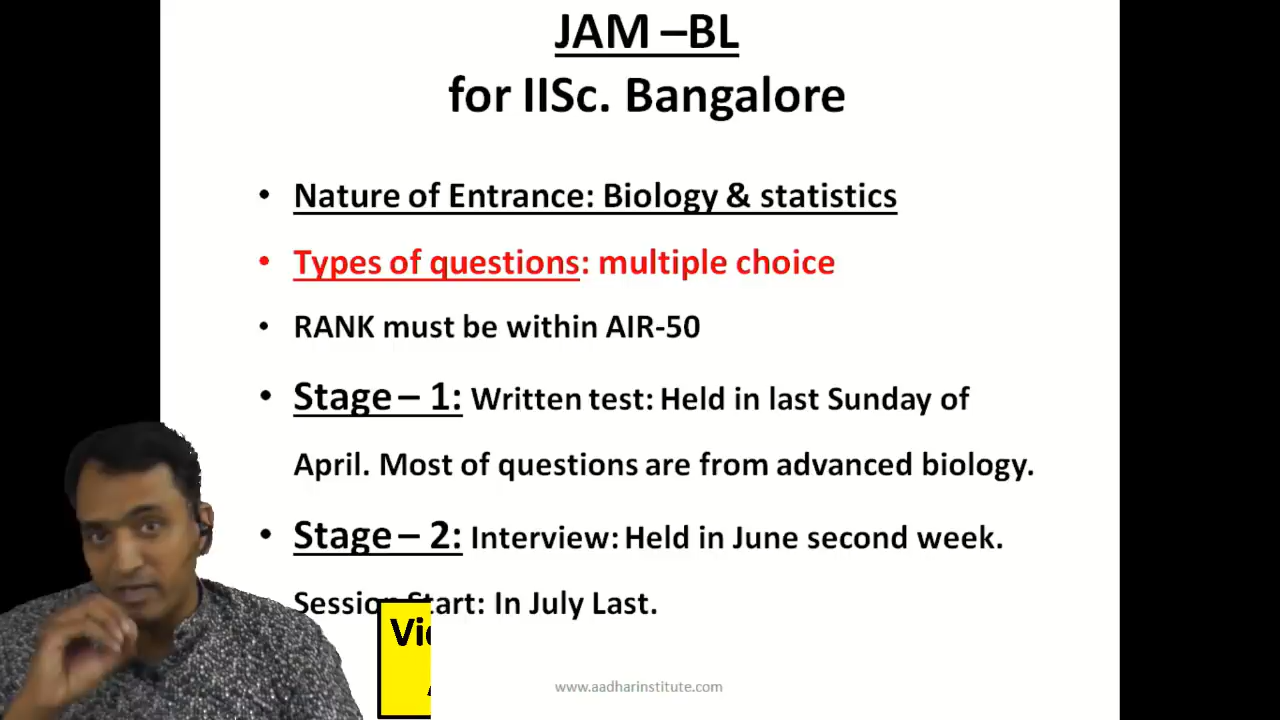 JAM –BL
for IISc. Bangalore
• Nature of Entrance: Biology & statistics
• Types of questions: multiple choice
• RANK must be within AIR-50
• Stage – 1: Written test: Held in last Sunday of
April. Most of questions are from advanced biology.
• Stage – 2: Interview: Held in June second week.
Session Start: In July Last.
www.aadharinstitute.com